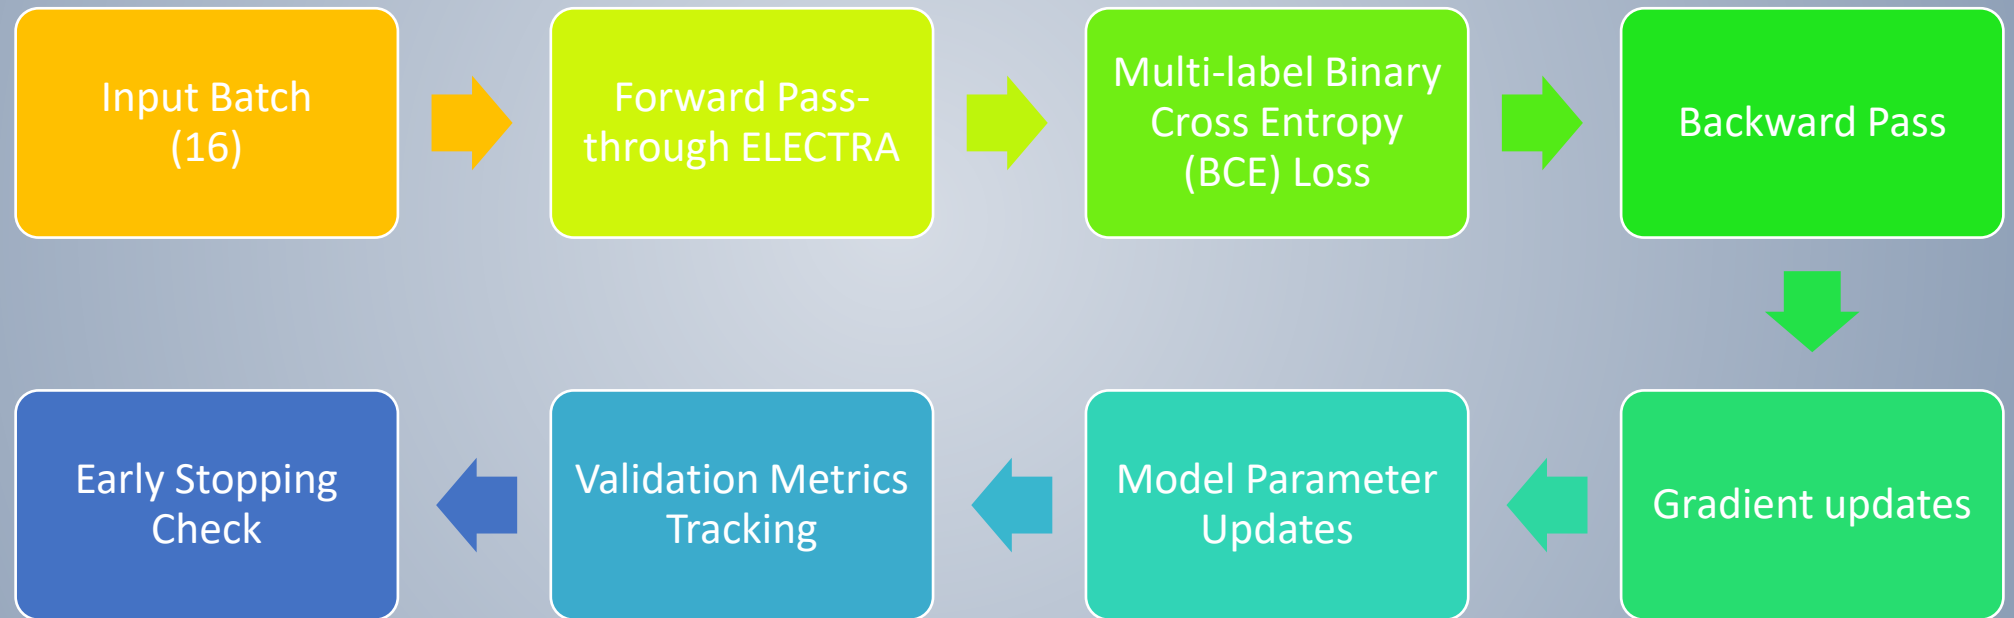 Input Batch
(16)
Forward Pass-
through ELECTRA
Multi-label Binary
Cross Entropy
(BCE) Loss
Backward Pass
Gradient updates
Model Parameter
Updates
Validation Metrics
Tracking
Early Stopping
Check